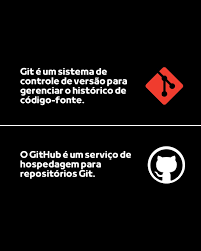 Git é um sistema de
controle de versão para
gerenciar o histórico de
código-fonte.
O GitHub é um serviço de
hospedagem para
repositórios Git.